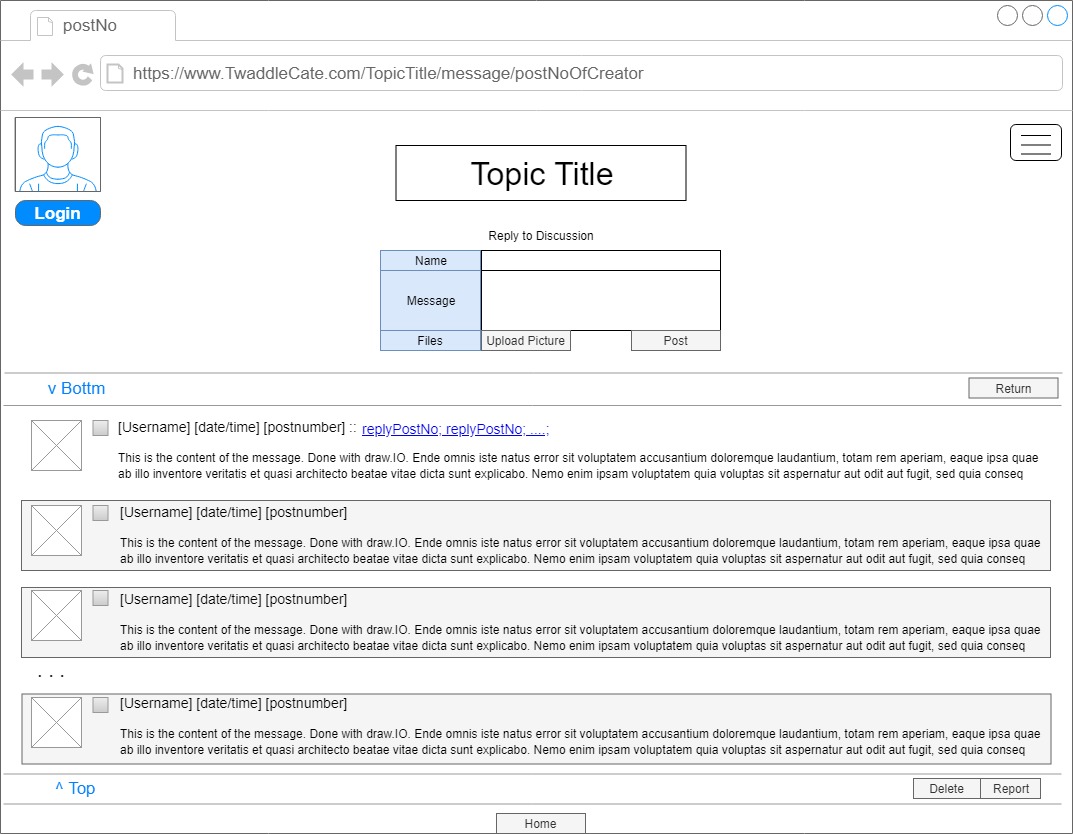 postNo
https://www.TwaddleCate.com/TopicTitle/message/postNoOfCreator
Login
Topic Title
Reply to Discussion
Name
Message
Files
Upload Picture
Post
v Bottm
Return
[Username] [date/time] [postnumber] :: replyPostNo; replyPostNo; ....;
This is the content of the message. Done with draw.IO. Ende omnis iste natus error sit voluptatem accusantium doloremque laudantium, totam rem aperiam, eaque ipsa quae
ab illo inventore veritatis et quasi architecto beatae vitae dicta sunt explicabo. Nemo enim ipsam voluptatem quia voluptas sit aspernatur aut odit aut fugit, sed quia conseq
[Username] [date/time] [postnumber]
This is the content of the message. Done with draw.IO. Ende omnis iste natus error sit voluptatem accusantium doloremque laudantium, totam rem aperiam, eaque ipsa quae
ab illo inventore veritatis et quasi architecto beatae vitae dicta sunt explicabo. Nemo enim ipsam voluptatem quia voluptas sit aspernatur aut odit aut fugit, sed quia conseq
[Username] [date/time] [postnumber]
This is the content of the message. Done with draw.IO. Ende omnis iste natus error sit voluptatem accusantium doloremque laudantium, totam rem aperiam, eaque ipsa quae
ab illo inventore veritatis et quasi architecto beatae vitae dicta sunt explicabo. Nemo enim ipsam voluptatem quia voluptas sit aspernatur aut odit aut fugit, sed quia conseq
. . .
[Username] [date/time] [postnumber]
This is the content of the message. Done with draw.IO. Ende omnis iste natus error sit voluptatem accusantium doloremque laudantium, totam rem aperiam, eaque ipsa quae
ab illo inventore veritatis et quasi architecto beatae vitae dicta sunt explicabo. Nemo enim ipsam voluptatem quia voluptas sit aspernatur aut odit aut fugit, sed quia conseq
^ Top
Delete
Report
Home